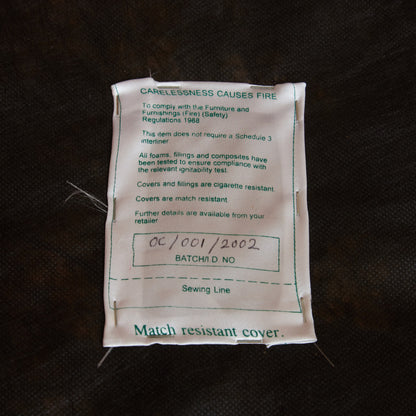 CARELESSNESS CAUSES FIRE
To comply with the Furniture and
Furnishings (Fire) (Safety)
Regulations 1988
This item does not require a Schedule 3
interliner
All foams, fillings and composites have
been tested to ensure compliance with
the relevant ignitability test.
Covers and fillings are cigarette resistant
Covers are match resistant
Further details are available from your
retailer
OC/001/2002
BATCH/I D. NO
Sewing Line
Match resistant cover.